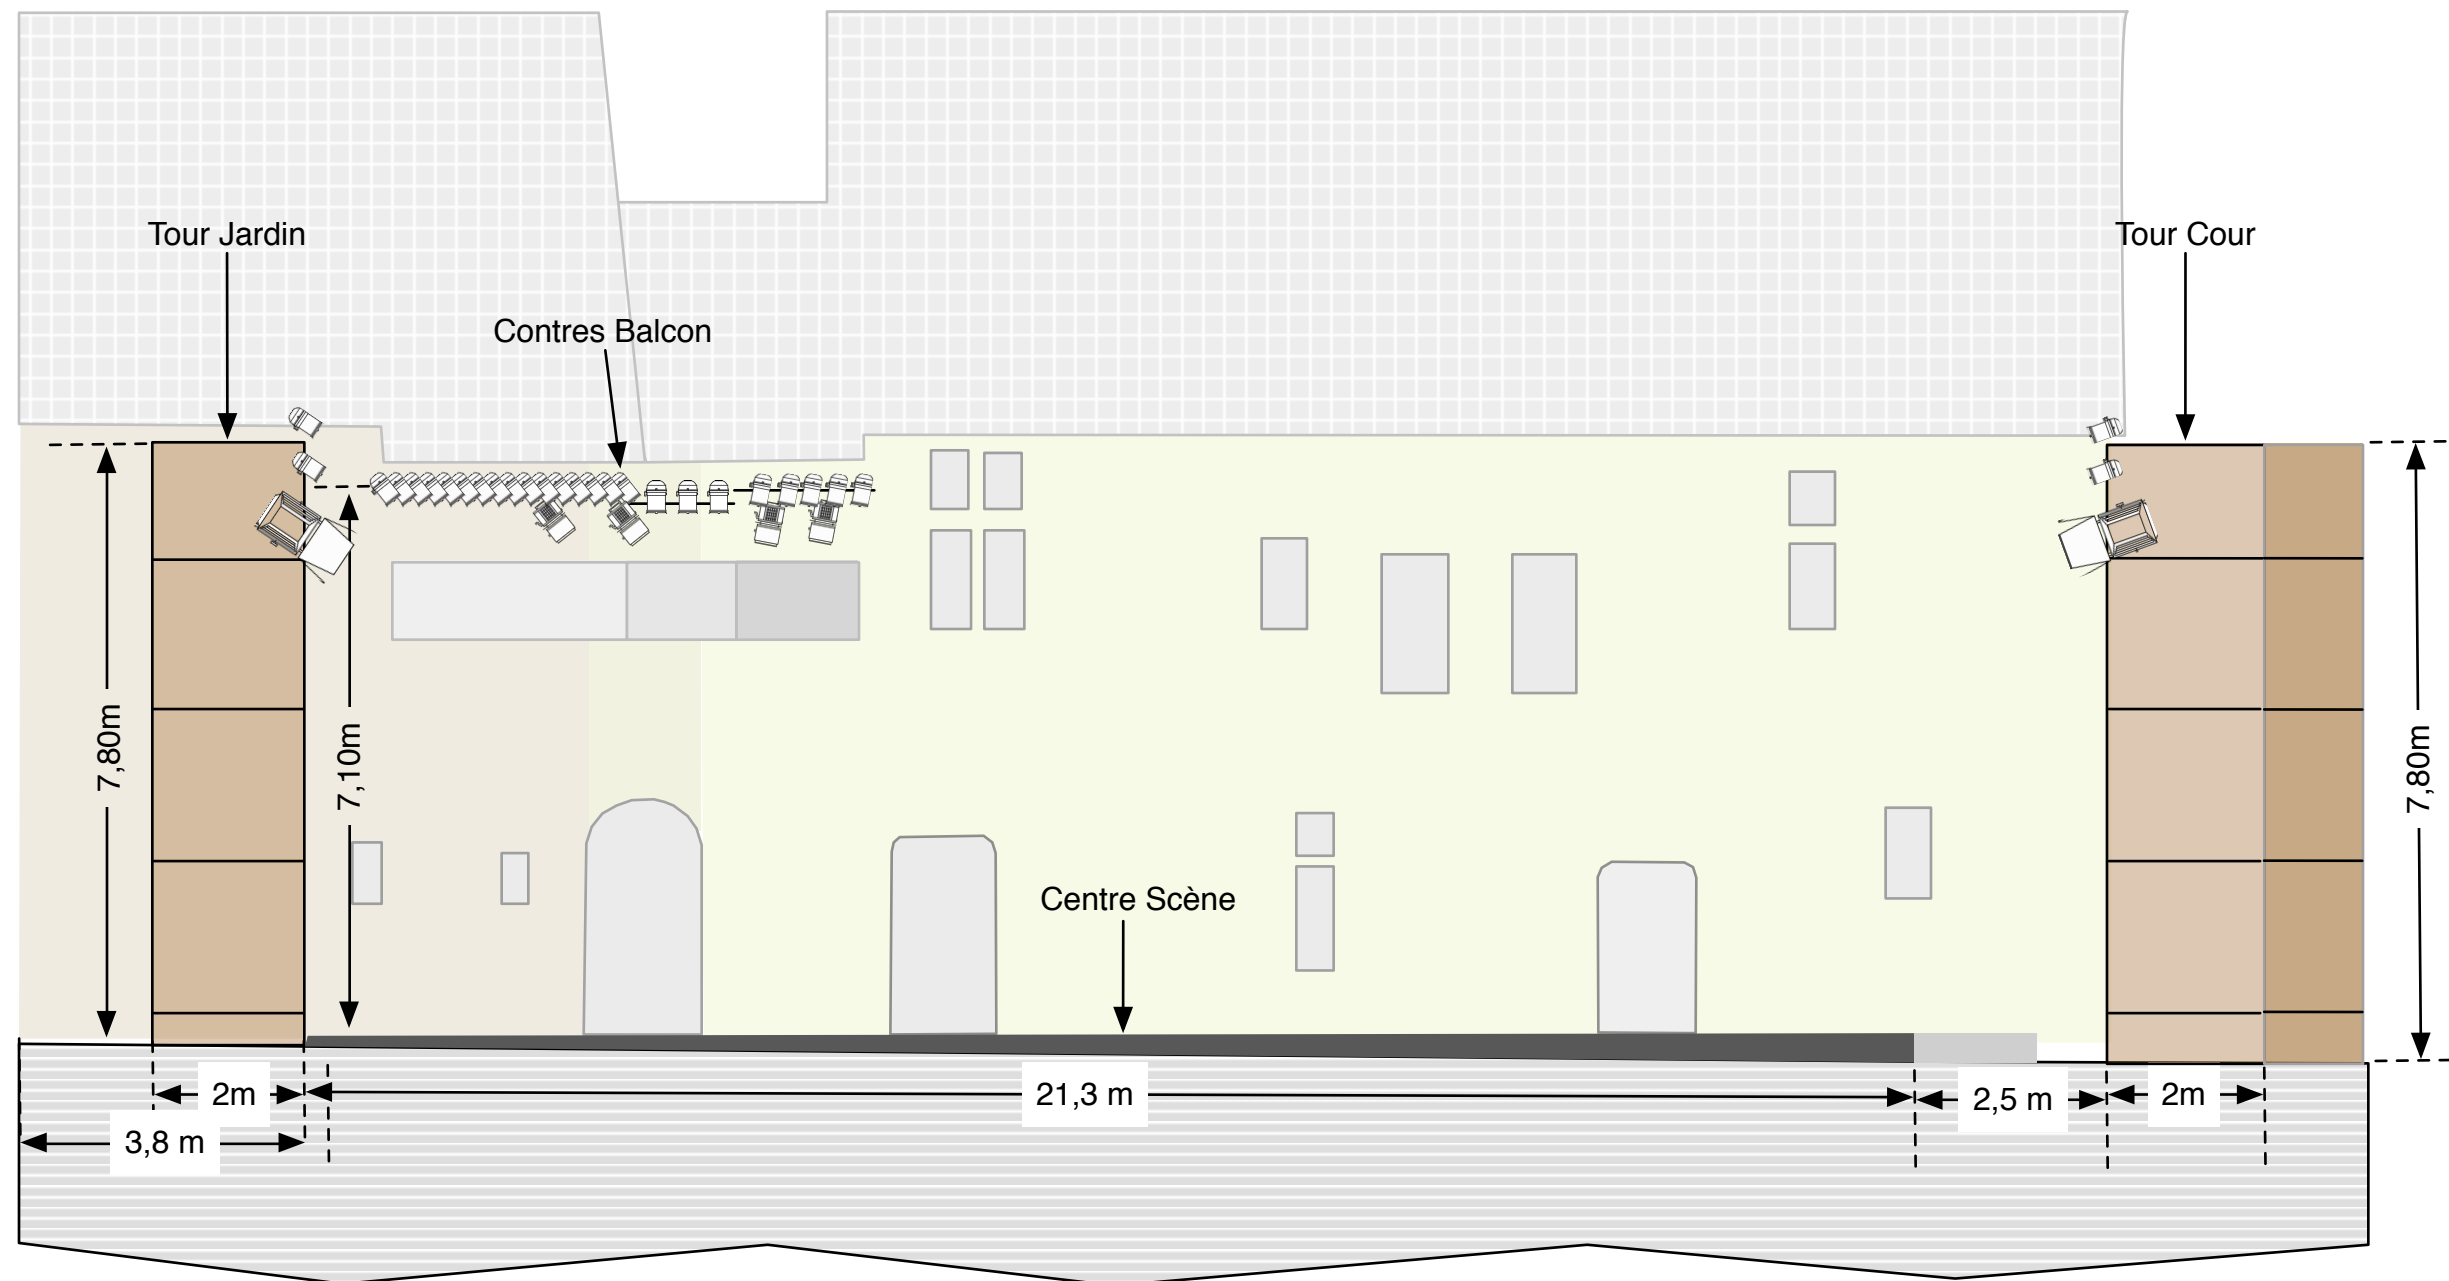 Tour Jardin
Tour Cour
Contres Balcon
7,80m
7,10m
7,80m
Centre Scène
2m
21,3 m
2,5 m
2m
3,8 m